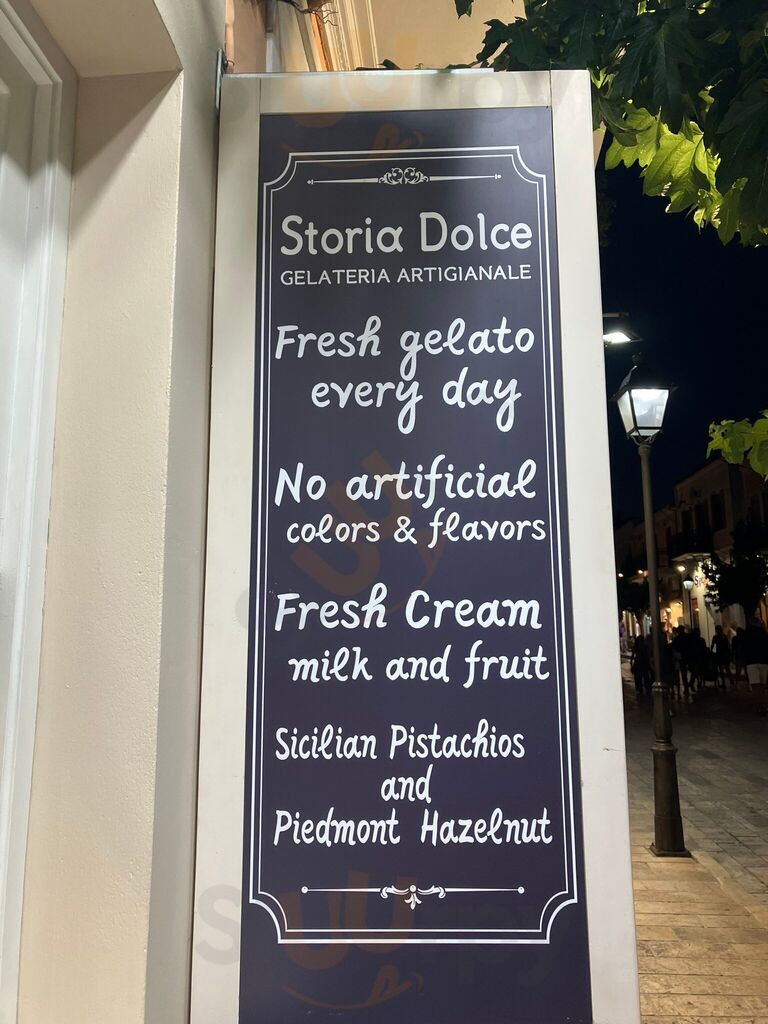 Storia Dolce
GELATERIA ARTIGIANALE
Fresh gelato
every day
No artificial
colors & flavors
Fresh Cream
milk and fruit
Sicilian Pistachios
and
Piedmont Hazelnut